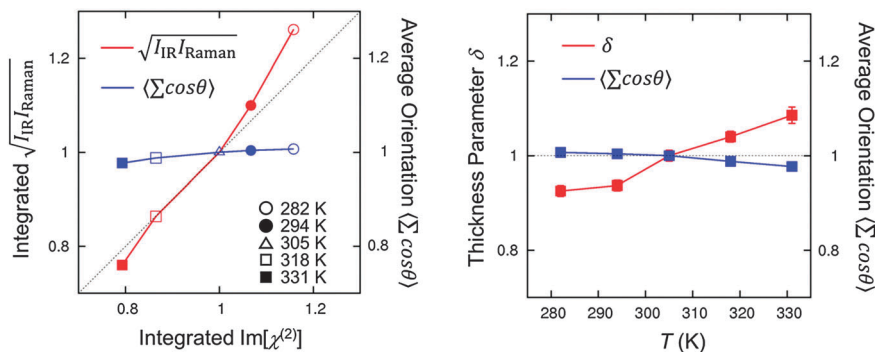 Integrated √I_IR I_Raman
1.2
1
0.8
√I_IR I_Raman
⟨∑cosθ⟩
282 K
294 K
305 K
318 K
331 K
0.8
1
1.2
Integrated Im[χ^(2)]
1.2
1
0.8
Average Orientation ⟨∑cosθ⟩
Thickness Parameter δ
1.2
1
0.8
δ
⟨∑cosθ⟩
280
290
300
310
320
330
T (K)
1.2
1
0.8
Average Orientation ⟨∑cosθ⟩